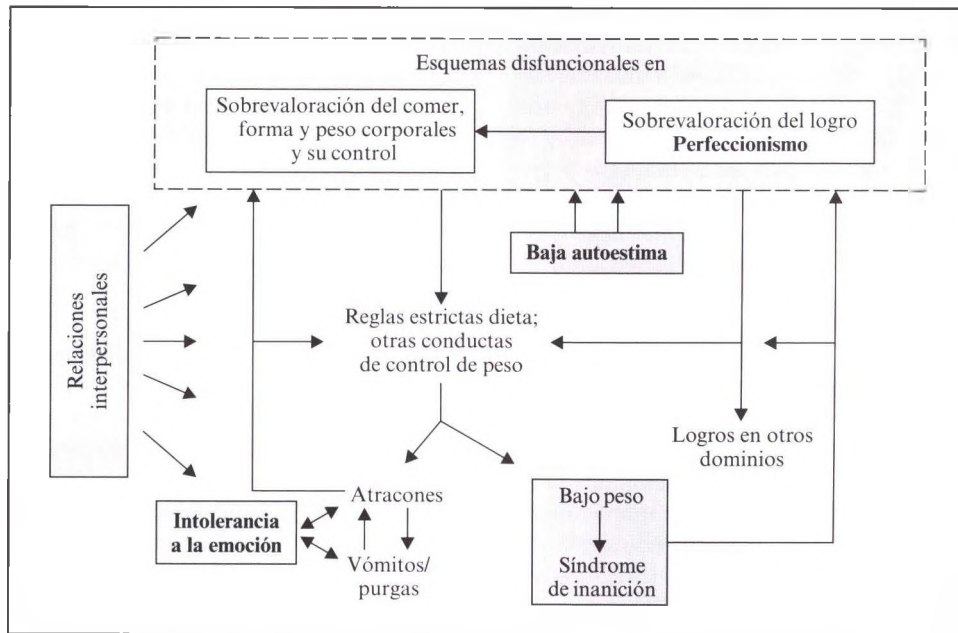 Esquemas disfuncionales en
Sobrevaloración del comer,
forma y peso corporales
y su control
Sobrevaloración del logro
Perfeccionismo
Baja autoestima
Relaciones
interpersonales
Reglas estrictas dieta;
otras conductas
de control de peso
Logros en otros
dominios
Atracones
Bajo peso
Intolerancia
a la emoción
Vómitos/
purgas
Síndrome
de inanición